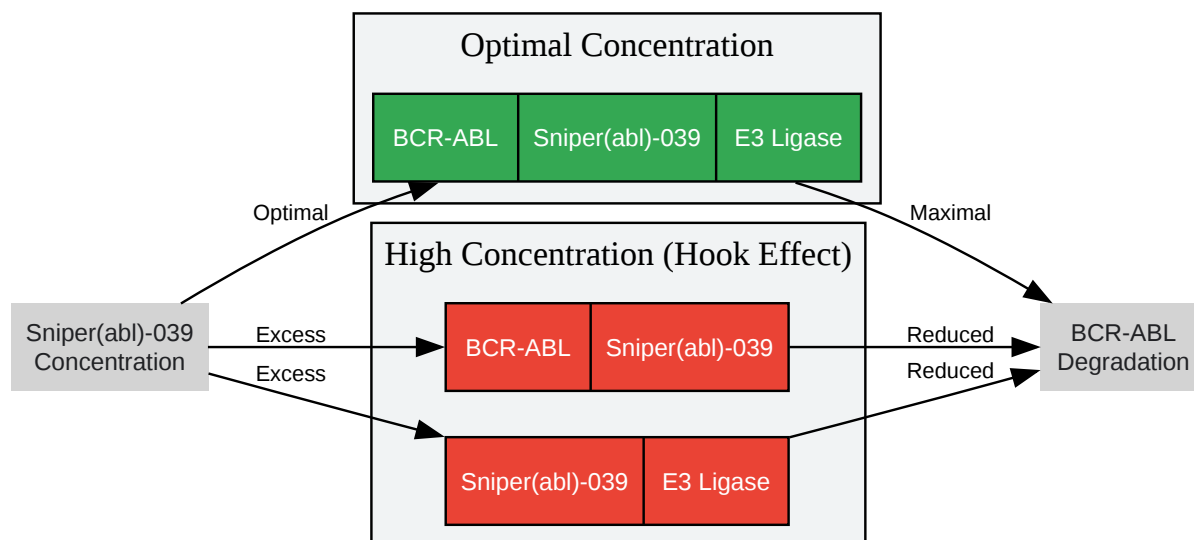 Optimal Concentration
BCR-ABL
Sniper(abl)-039
E3 Ligase
Optimal
Maximal
High Concentration (Hook Effect)
Sniper(abl)-039
Concentration
Excess
BCR-ABL
Sniper(abl)-039
Reduced
BCR-ABL
Degradation
Excess
Reduced
Sniper(abl)-039
E3 Ligase